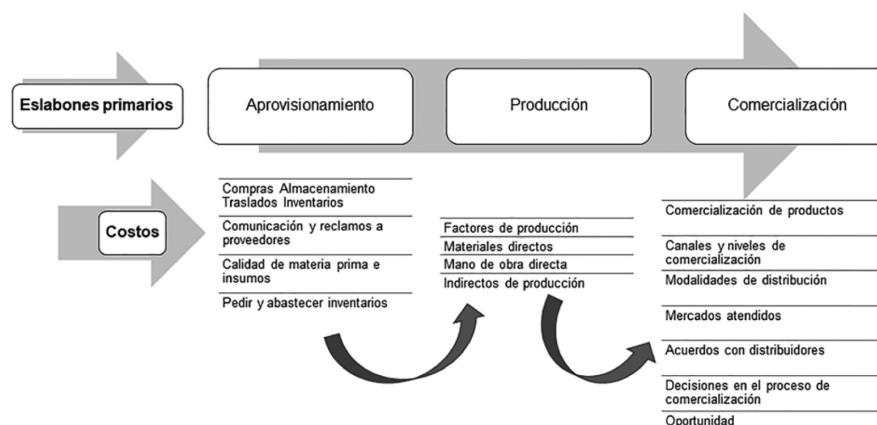 Eslabones primarios
Aprovisionamiento
Producción
Comercialización
Costos
Compras Almacenamiento
Traslados Inventarios
Comunicación y reclamos a
proveedores
Calidad de materia prima e
insumos
Pedir y abastecer inventarios
Factores de producción
Materiales directos
Mano de obra directa
Indirectos de producción
Comercialización de productos
Canales y niveles de
comercialización
Modalidades de distribución
Mercados atendidos
Acuerdos con distribuidores
Decisiones en el proceso de
comercialización
Oportunidad